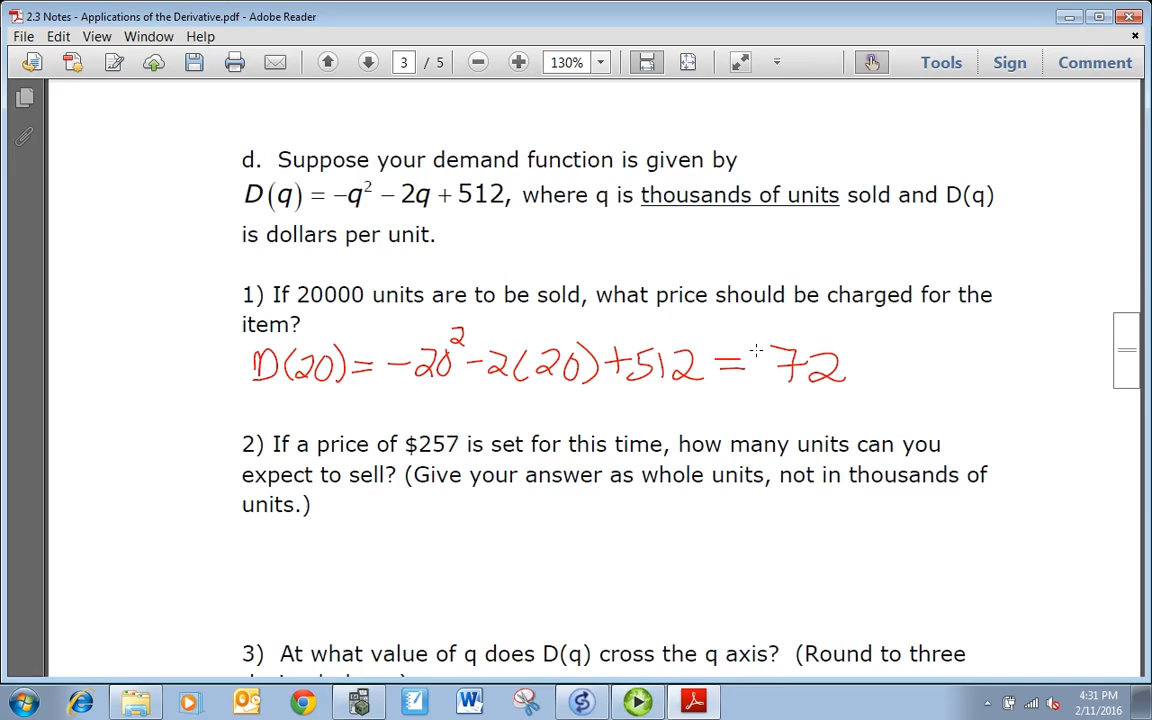 2.3 Notes - Applications of the Derivative.pdf - Adobe Reader
File Edit View Window Help
3 / 5 130% Tools Sign Comment
d. Suppose your demand function is given by
D(q) = −q² − 2q + 512, where q is thousands of units sold and D(q)
is dollars per unit.
1) If 20000 units are to be sold, what price should be charged for the
item?
D(20) = −20² − 2(20) + 512 = 72
2) If a price of $257 is set for this time, how many units can you
expect to sell? (Give your answer as whole units, not in thousands of
units.)
3) At what value of q does D(q) cross the q axis? (Round to three
4:31 PM
2/11/2016